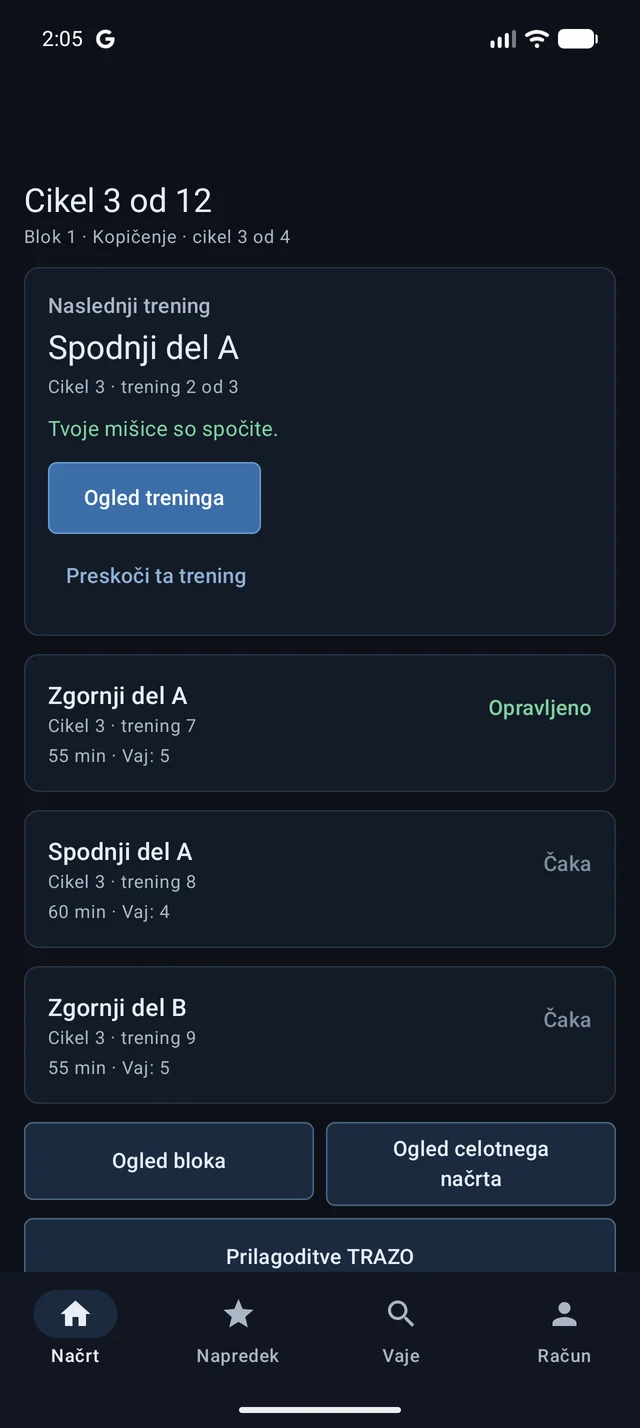 2:05
Cikel 3 od 12
Blok 1 · Kopičenje · cikel 3 od 4
Naslednji trening
Spodnji del A
Cikel 3 · trening 2 od 3
Tvoje mišice so spočite.
Ogled treninga
Preskoči ta trening
Zgornji del A
Opravljeno
Cikel 3 · trening 7
55 min · Vaj: 5
Spodnji del A
Čaka
Cikel 3 · trening 8
60 min · Vaj: 4
Zgornji del B
Čaka
Cikel 3 · trening 9
55 min · Vaj: 5
Ogled bloka
Ogled celotnega
načrta
Prilagoditve TRAZO
Načrt
Napredek
Vaje
Račun